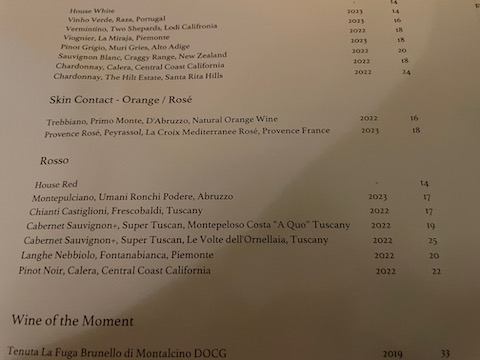 House White - 14
Vinho Verde, Raza, Portugal 2023 16
Vermintino, Two Shepards, Lodi Califronia 2022 18
Viognier, La Miraja, Piemonte 2023 18
Pinot Grigio, Muri Gries, Alto Adige 2022 18
Sauvignon Blanc, Craggy Range, New Zealand 2022 20
Chardonnay, Calera, Central Coast California 2022 18
Chardonnay, The Hilt Estate, Santa Rita Hills 2022 24
Skin Contact - Orange / Rosé
Trebbiano, Primo Monte, D'Abruzzo, Natural Orange Wine 2022 16
Provence Rosé, Peyrassol, La Croix Mediterranee Rosé, Provence France 2023 18
Rosso
House Red - 14
Montepulciano, Umani Ronchi Podere, Abruzzo 2023 17
Chianti Castiglioni, Frescobaldi, Tuscany 2022 17
Cabernet Sauvignon+, Super Tuscan, Montepeloso Costa "A Quo" Tuscany 2022 19
Cabernet Sauvignon+, Super Tuscan, Le Volte dell'Ornellaia, Tuscany 2022 25
Langhe Nebbiolo, Fontanabianca, Piemonte 2022 20
Pinot Noir, Calera, Central Coast California 2022 22
Wine of the Moment
Tenuta La Fuga Brunello di Montalcino DOCG 2019 33